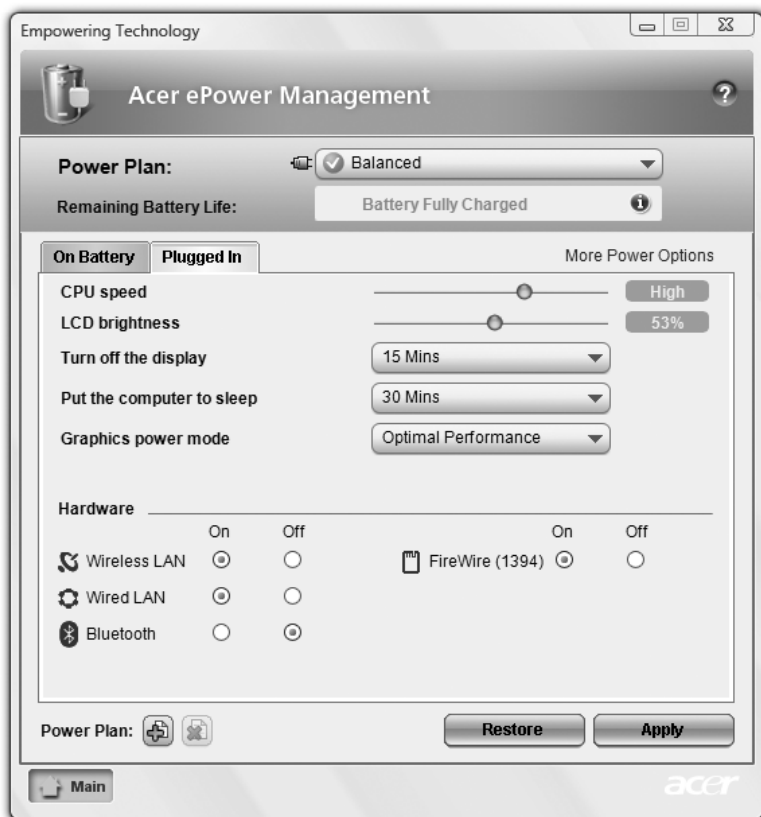 Empowering Technology
Acer ePower Management
?
Power Plan: Balanced
Remaining Battery Life: Battery Fully Charged
On Battery Plugged In More Power Options
CPU speed High
LCD brightness 53%
Turn off the display 15 Mins
Put the computer to sleep 30 Mins
Graphics power mode Optimal Performance
Hardware
On Off On Off
Wireless LAN FireWire (1394)
Wired LAN
Bluetooth
Power Plan: Restore Apply
Main acer